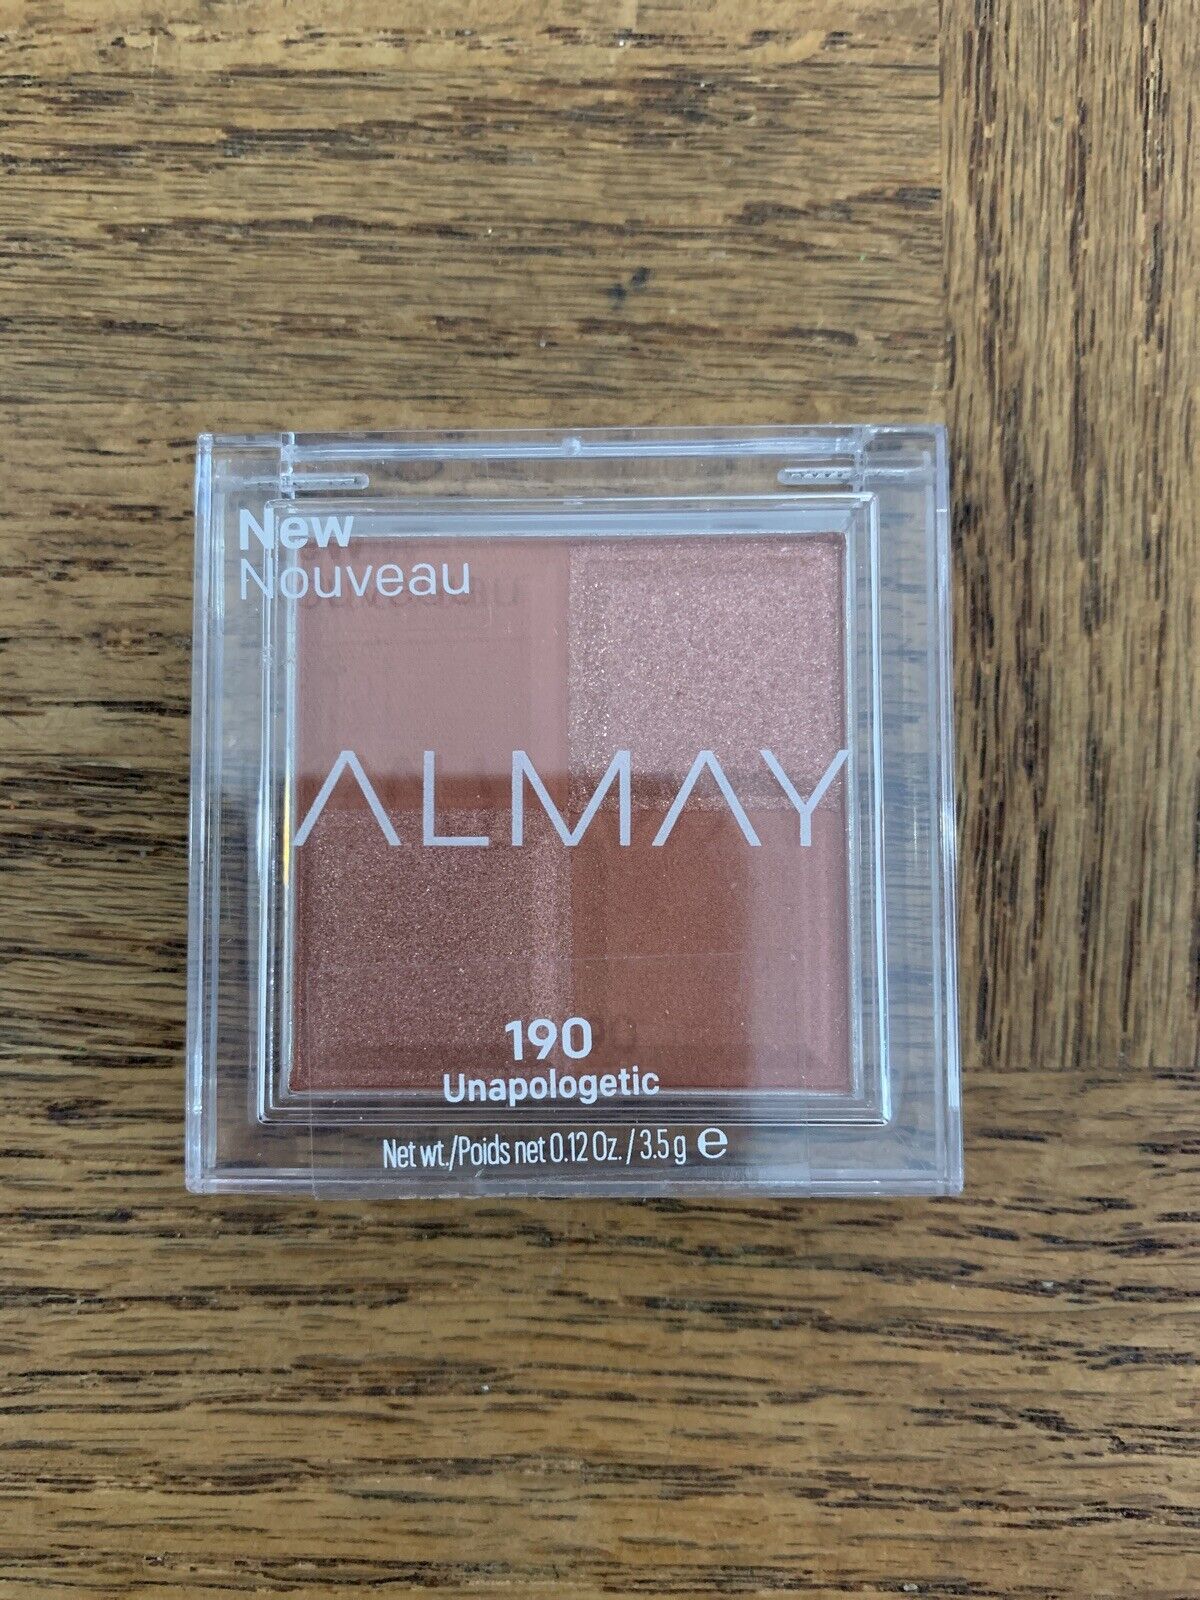 New
Nouveau
ALMAY
190
Unapologetic
Net wt./Poids net 0.12 Oz. / 3.5 g e